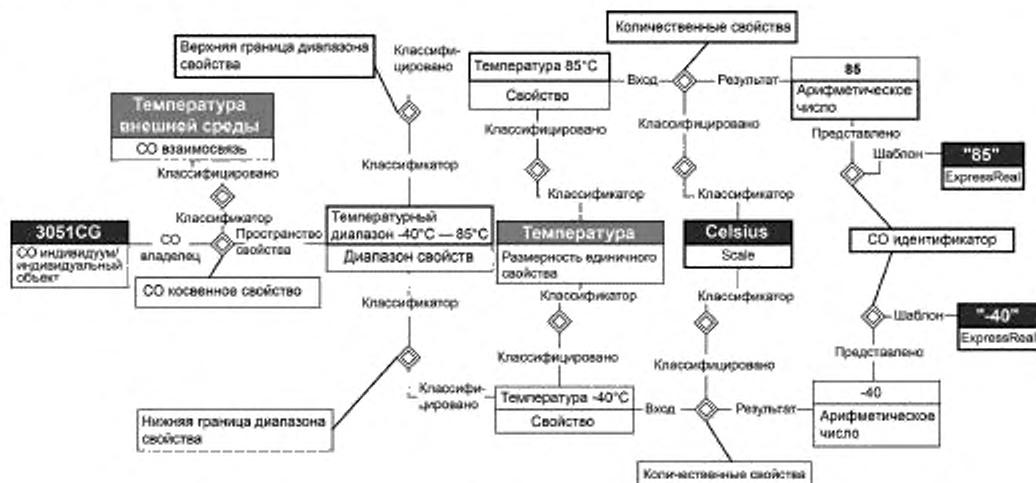 Количественные свойства
Верхняя граница диапазона
свойства
Классифи-
цировано
Температура 85°C
Свойство
Вход
Результат
85
Арифметическое
число
Температура
внешней среды
СО взаимосвязь
Классифицировано
Классификатор
Классифицировано
Классифицировано
Представлено
Шаблон
"85"
ExpressReal
Классификатор
Классификатор
Классификатор
3051CG
СО индивидуум/
индивидуальный
объект
СО
владелец
Пространство
свойства
Температурный
диапазон -40°C — 85°C
Диапазон свойств
Температура
Размерность единичного
свойства
Celsius
Scale
СО идентификатор
СО косвенное свойство
Классификатор
Классификатор
Классификатор
Шаблон
"-40"
ExpressReal
Классифицировано
Классифицировано
Представлено
Нижняя граница диапазона
свойства
Классифи-
цировано
Температура -40°C
Свойство
Вход
Результат
-40
Арифметическое
число
Количественные свойства